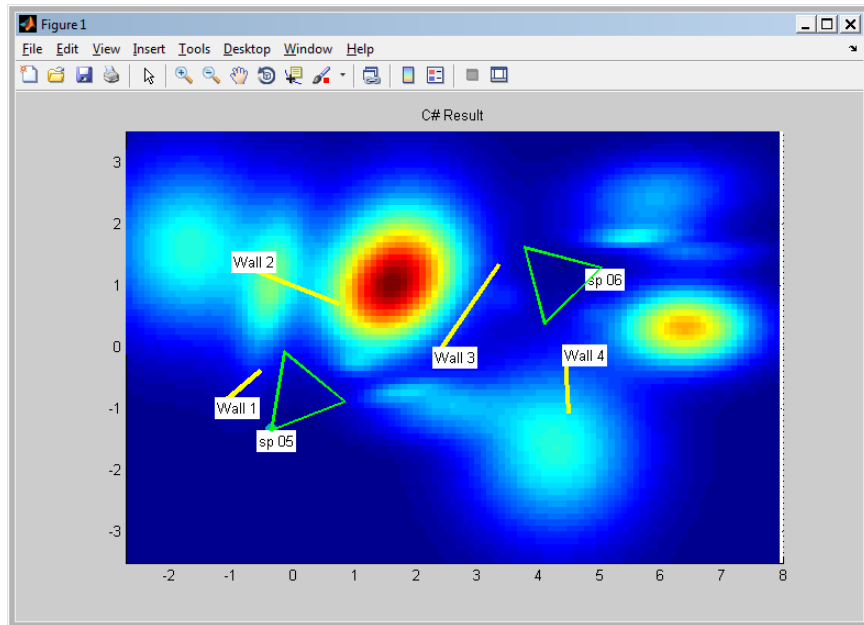 Figure 1
File Edit View Insert Tools Desktop Window Help
C# Result
3
2
1
0
-1
-2
-3
Wall 2
sp 06
Wall 3
Wall 4
Wall 1
sp 05
-2 -1 0 1 2 3 4 5 6 7 8